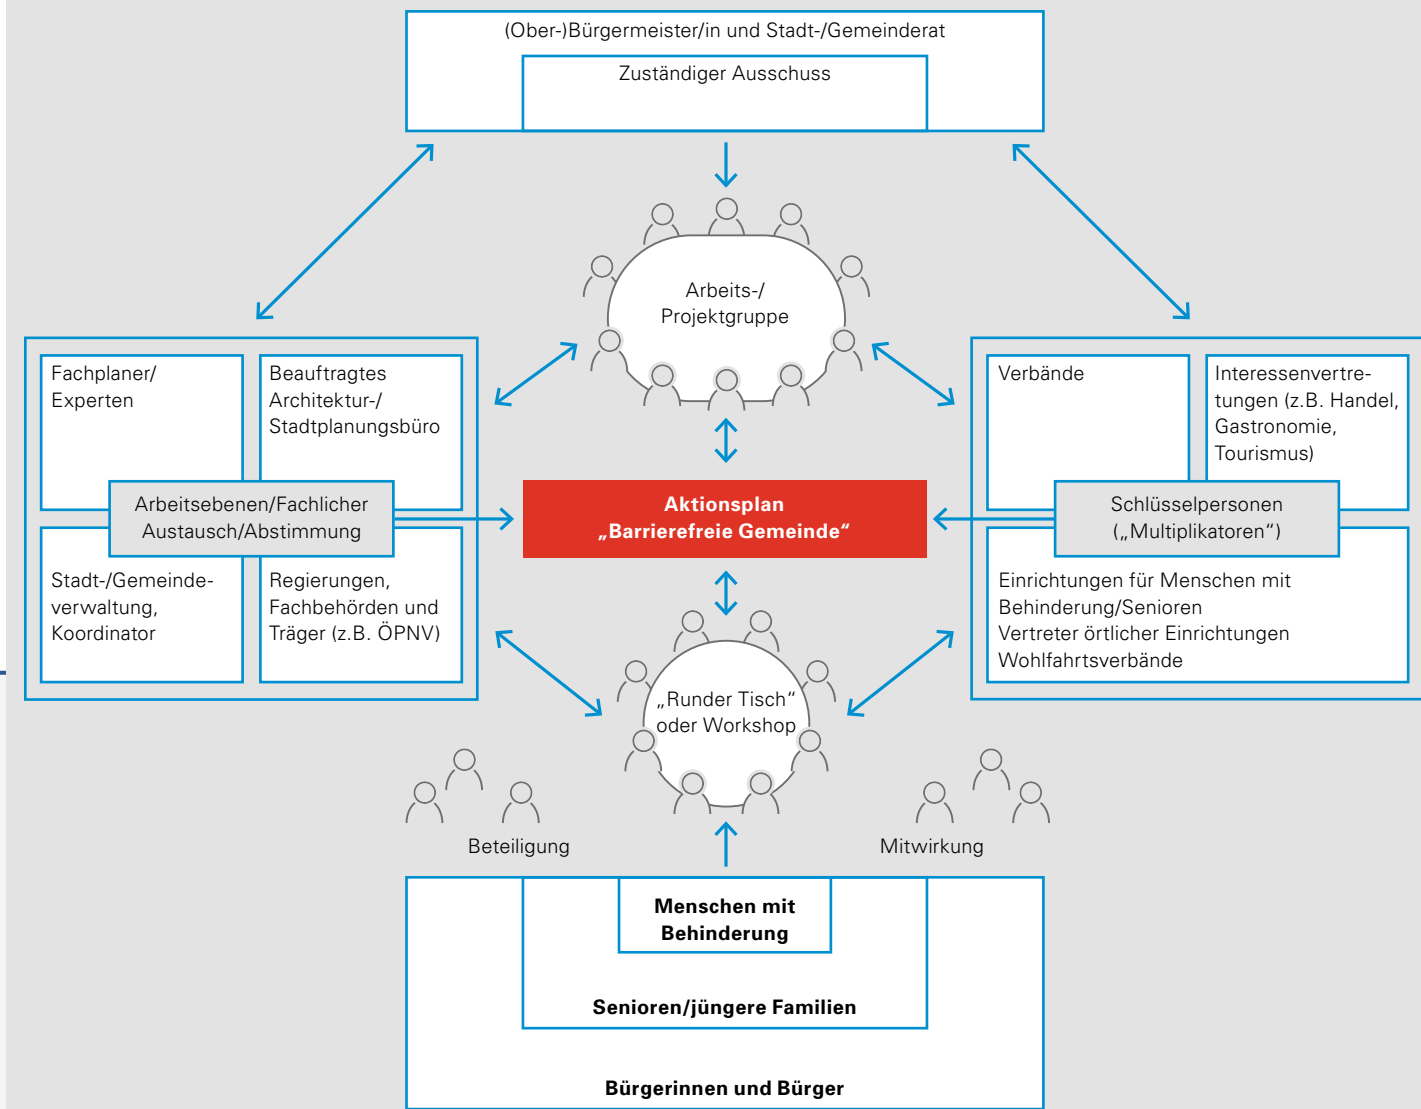 (Ober-)Bürgermeister/in und Stadt-/Gemeinderat
Zuständiger Ausschuss
Arbeits-/
Projektgruppe
Fachplaner/
Experten
Beauftragtes
Architektur-/
Stadtplanungsbüro
Arbeitsebenen/Fachlicher
Austausch/Abstimmung
Stadt-/Gemeinde-
verwaltung,
Koordinator
Regierungen,
Fachbehörden und
Träger (z.B. ÖPNV)
Aktionsplan
„Barrierefreie Gemeinde“
Verbände
Interessenvertre-
tungen (z.B. Handel,
Gastronomie,
Tourismus)
Schlüsselpersonen
(„Multiplikatoren“)
Einrichtungen für Menschen mit
Behinderung/Senioren
Vertreter örtlicher Einrichtungen
Wohlfahrtsverbände
„Runder Tisch“
oder Workshop
Beteiligung
Mitwirkung
Menschen mit
Behinderung
Senioren/jüngere Familien
Bürgerinnen und Bürger